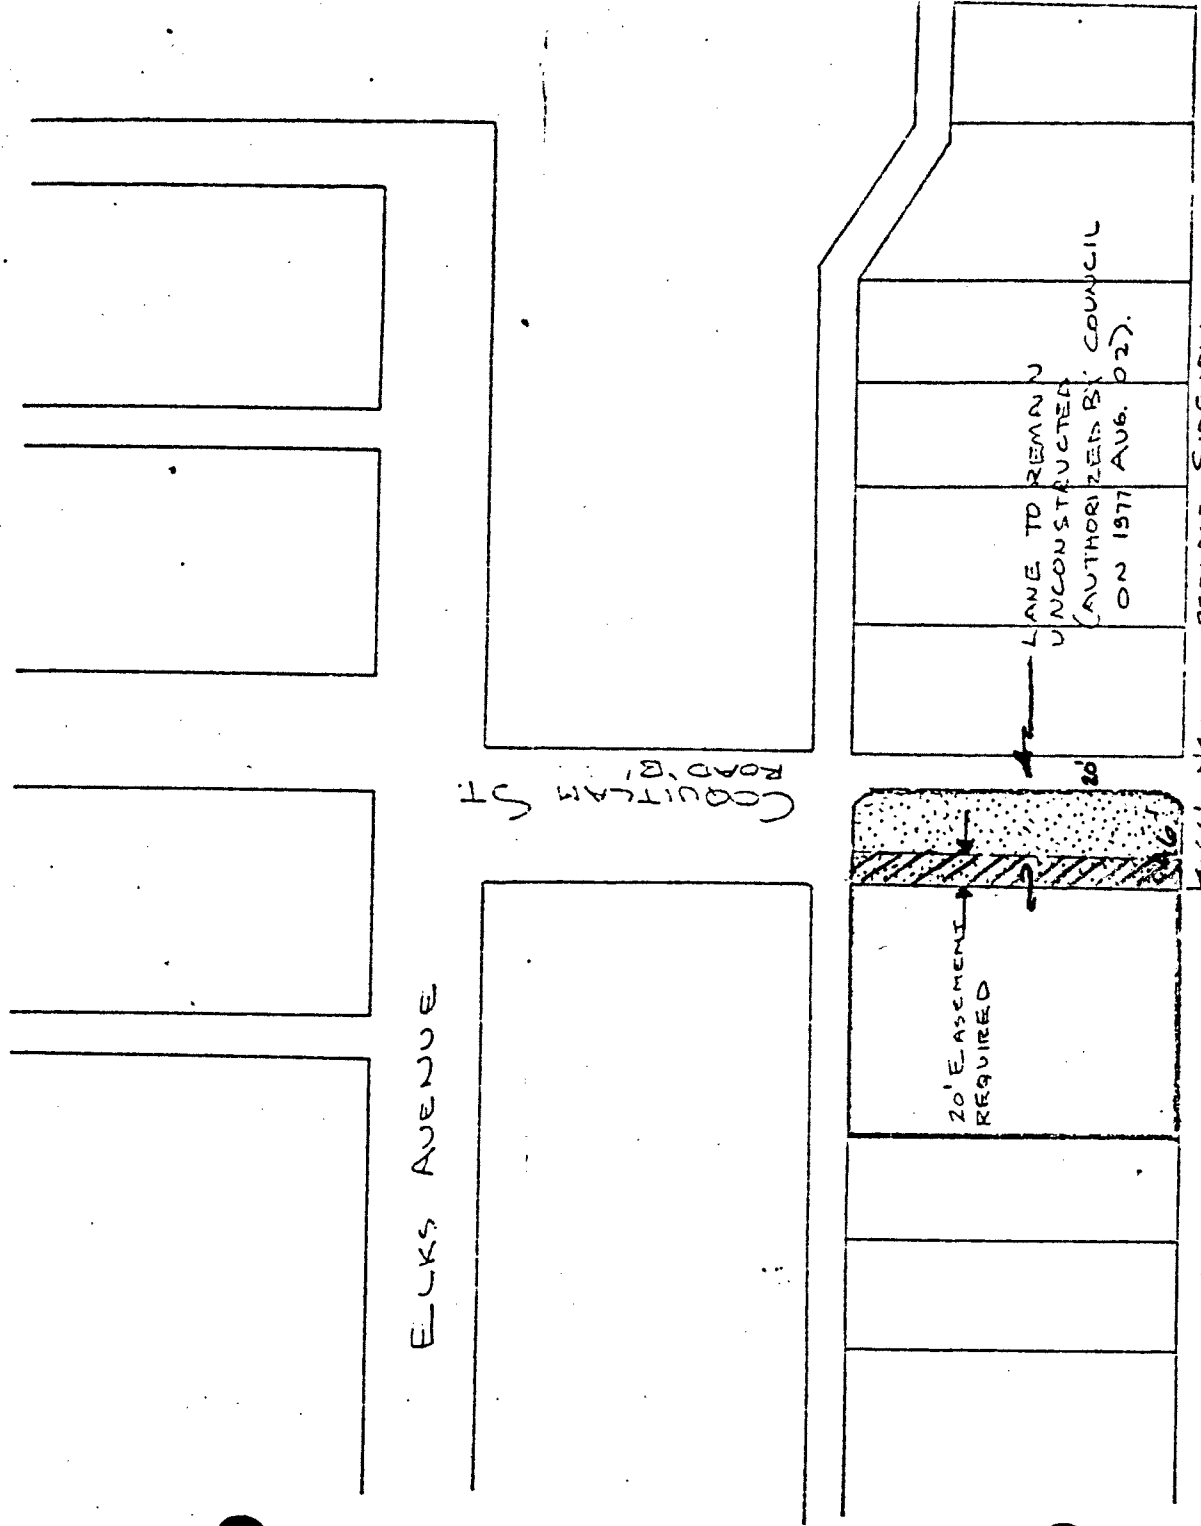 ELKS AVENUE
COQUITLAM ST.
ROAD 'B'
LANE TO REMAIN
UNCONSTRUCTED
(AUTHORIZED BY COUNCIL
ON 1977 AUG. 02).
20'
20' EASEMENT
REQUIRED